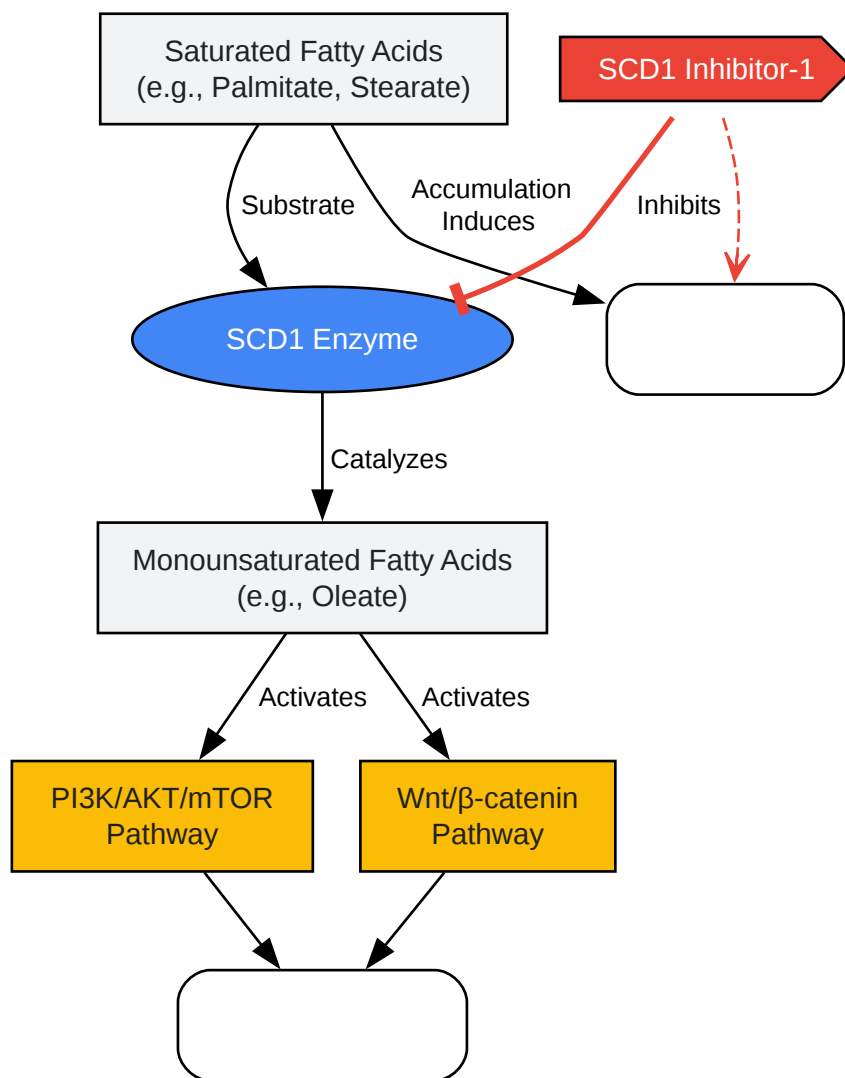 Saturated Fatty Acids
(e.g., Palmitate, Stearate)
SCD1 Inhibitor-1
Substrate
Accumulation
Induces
Inhibits
SCD1 Enzyme
Catalyzes
Monounsaturated Fatty Acids
(e.g., Oleate)
Activates
Activates
PI3K/AKT/mTOR
Pathway
Wnt/β-catenin
Pathway